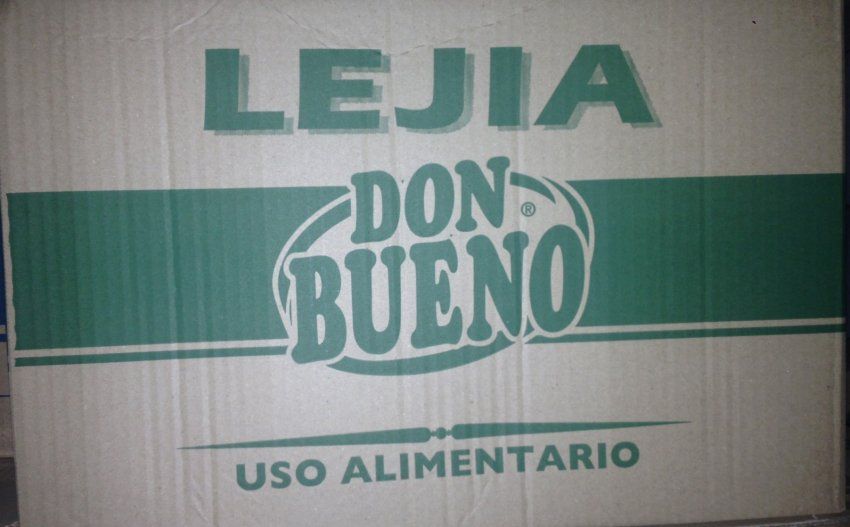 LEJIA
DON ®
BUENO
USO ALIMENTARIO